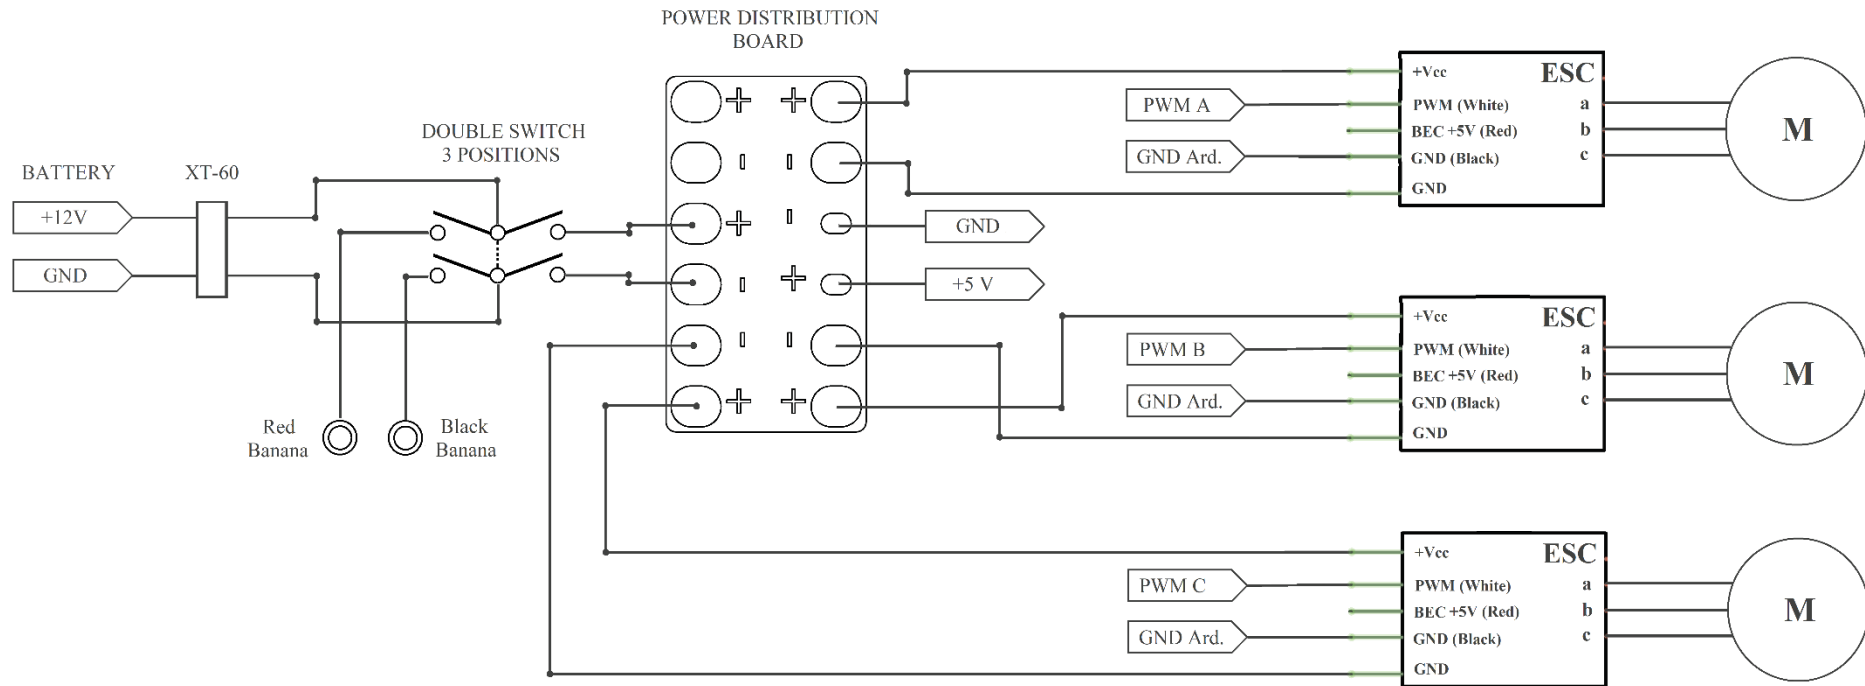 POWER DISTRIBUTION
BOARD
DOUBLE SWITCH
3 POSITIONS
BATTERY
XT-60
+12V
GND
Red
Banana
Black
Banana
GND
+5 V
PWM A
GND Ard.
+Vcc
ESC
PWM (White)
a
BEC +5V (Red)
b
GND (Black)
c
GND
M
PWM B
GND Ard.
+Vcc
ESC
PWM (White)
a
BEC +5V (Red)
b
GND (Black)
c
GND
M
PWM C
GND Ard.
+Vcc
ESC
PWM (White)
a
BEC +5V (Red)
b
GND (Black)
c
GND
M